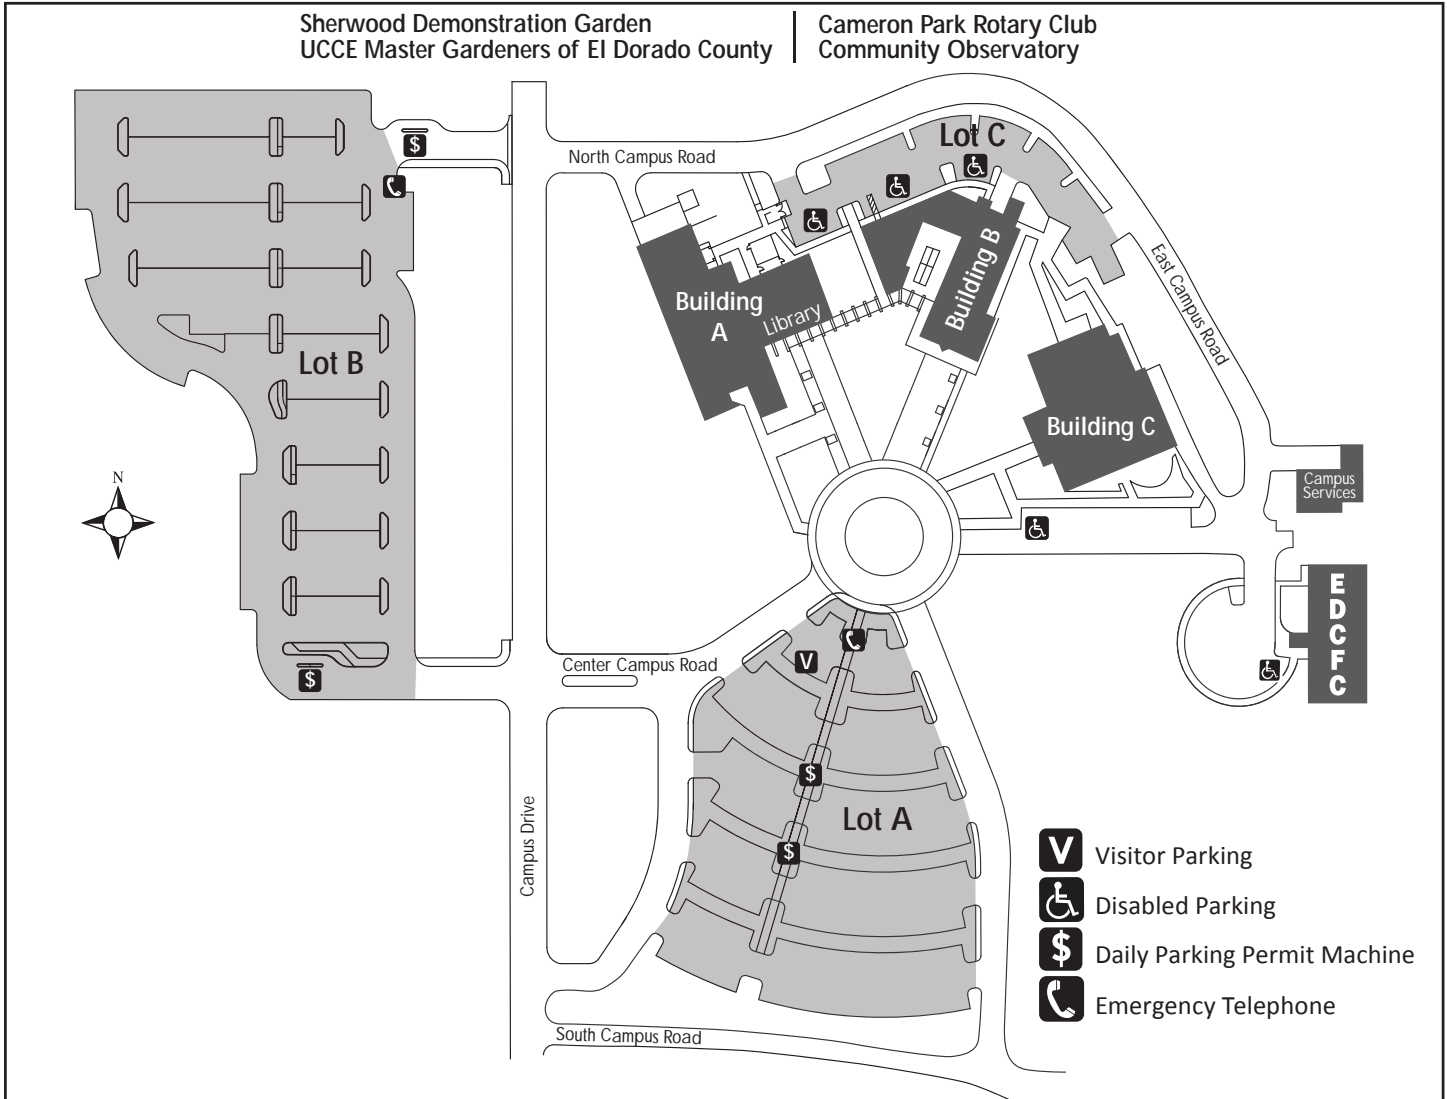 Sherwood Demonstration Garden
UCCE Master Gardeners of El Dorado County
Cameron Park Rotary Club
Community Observatory
Lot C
North Campus Road
$
East Campus Road
Building
A
Library
Building B
Lot B
Building C
N
Campus
Services
E
D
C
F
C
V
Center Campus Road
$
$
Lot A
$
Campus Drive
South Campus Road
V Visitor Parking
Disabled Parking
$ Daily Parking Permit Machine
Emergency Telephone